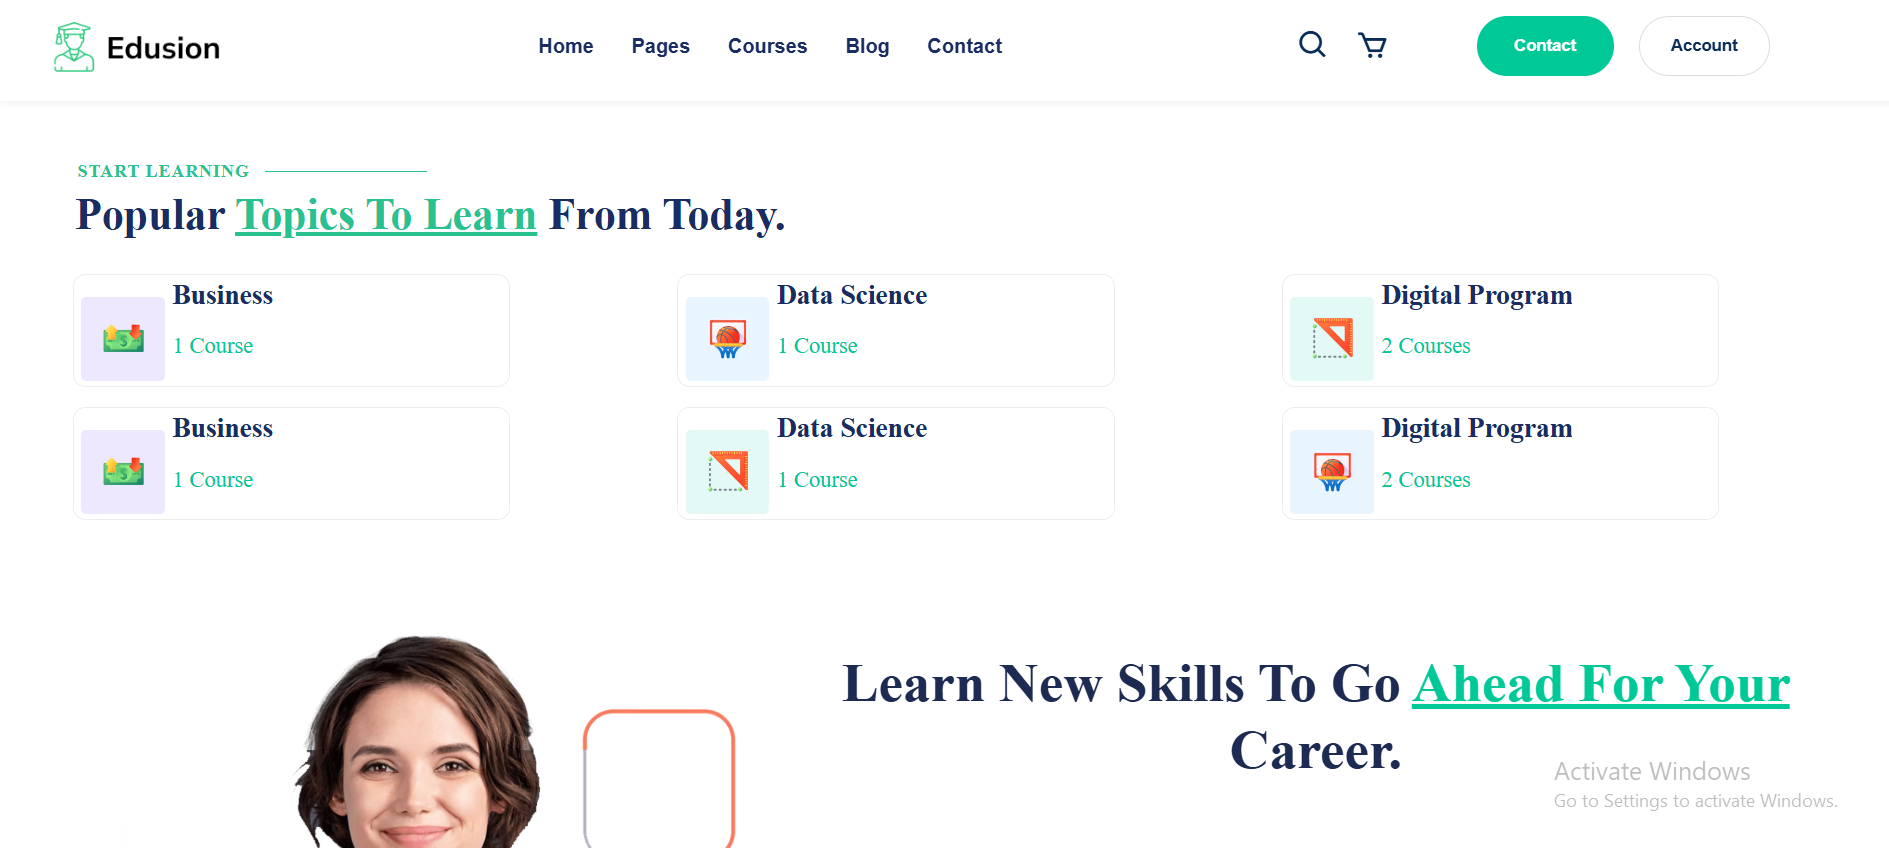 Edusion
Home Pages Courses Blog Contact
Contact
Account
START LEARNING
Popular Topics To Learn From Today.
Business
1 Course
Data Science
1 Course
Digital Program
2 Courses
Business
1 Course
Data Science
1 Course
Digital Program
2 Courses
Learn New Skills To Go Ahead For Your
Career.
Activate Windows
Go to Settings to activate Windows.